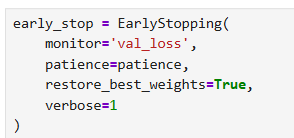 early_stop = EarlyStopping(
    monitor='val_loss',
    patience=patience,
    restore_best_weights=True,
    verbose=1
)